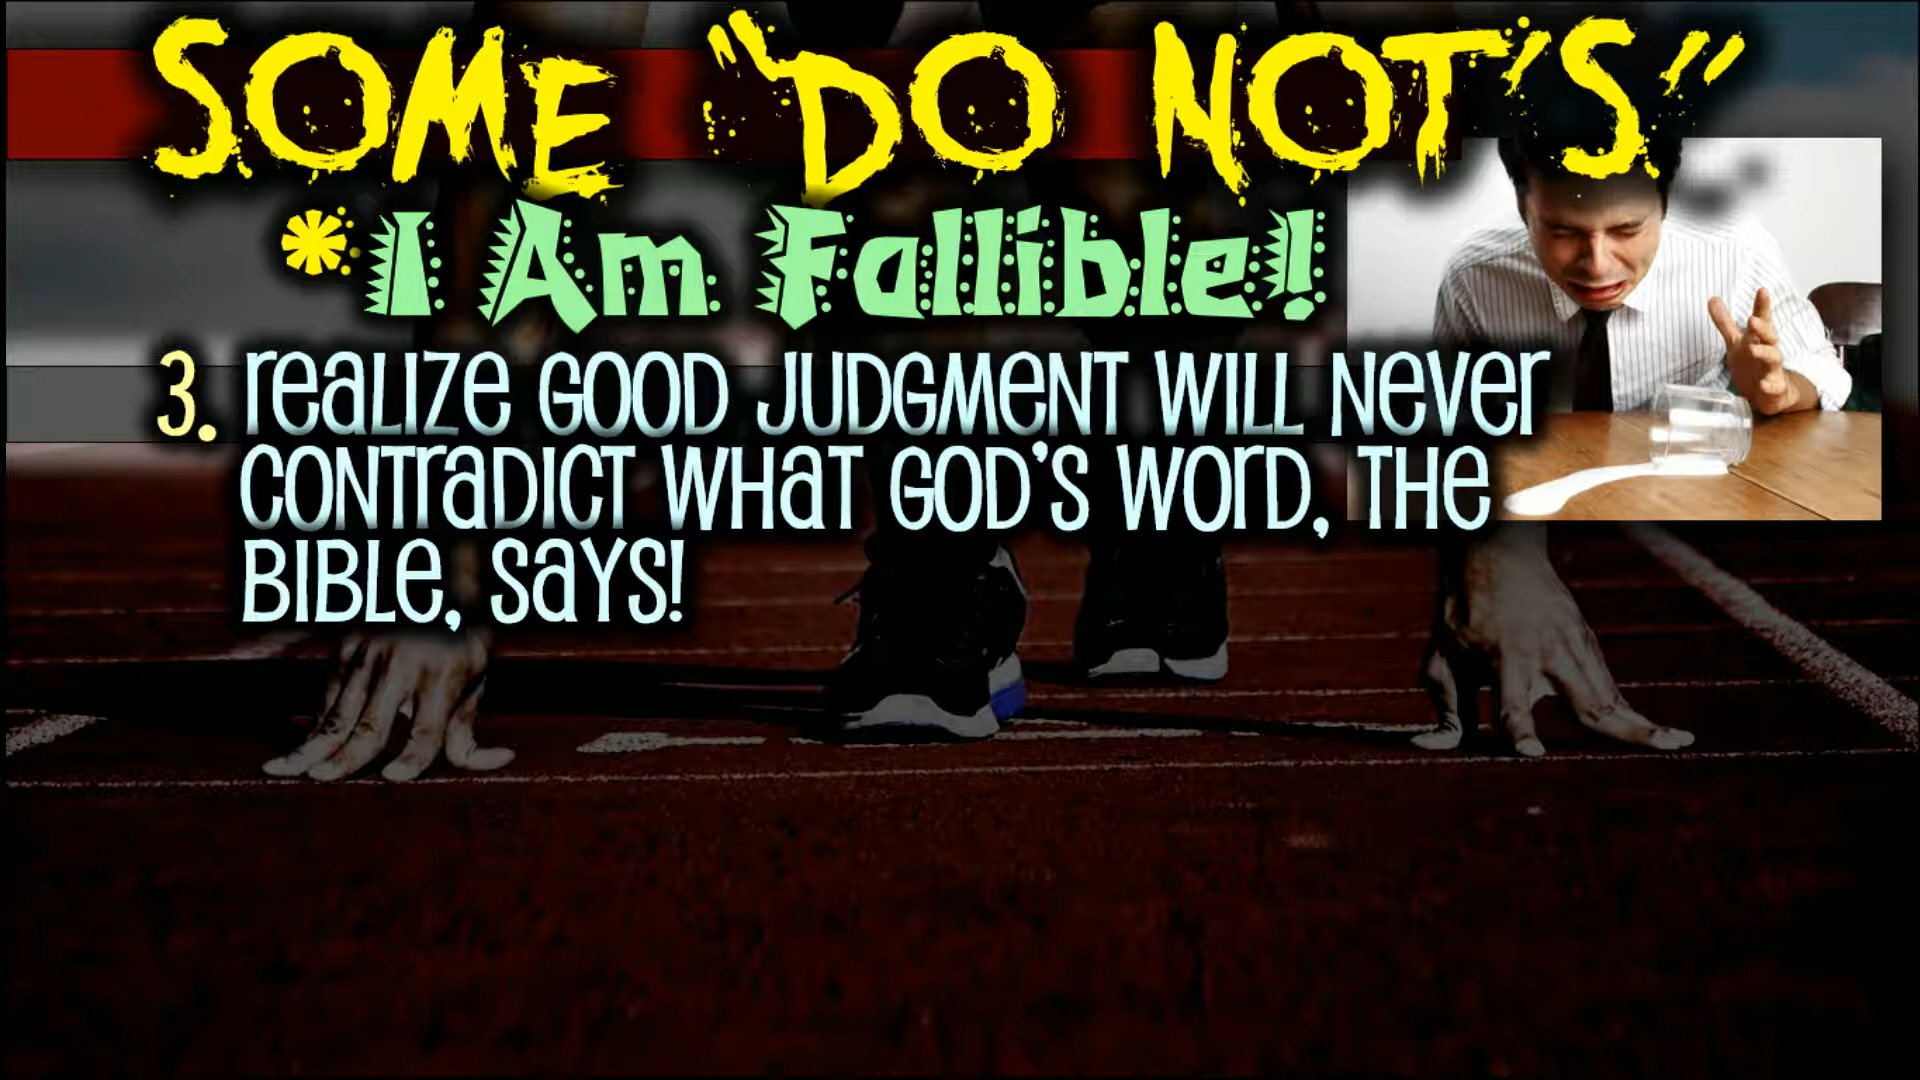 SOME “DO NOT’S”
*I Am Fallible!
3. realize good judgment will never
contradict what God’s Word, the
Bible, says!